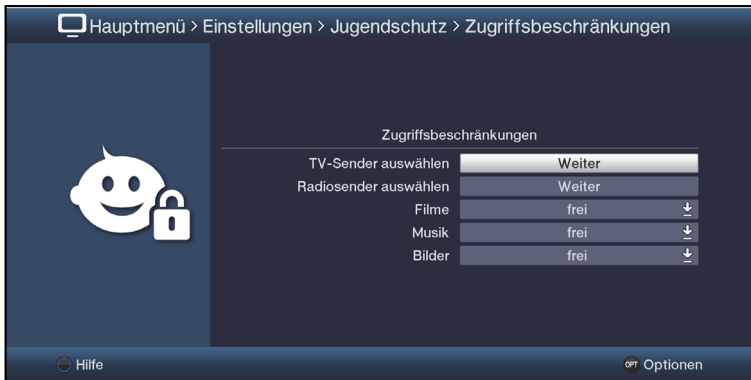 Hauptmenü > Einstellungen > Jugendschutz > Zugriffsbeschränkungen
Zugriffsbeschränkungen
TV-Sender auswählen Weiter
Radiosender auswählen Weiter
Filme frei
Musik frei
Bilder frei
Hilfe OPT Optionen